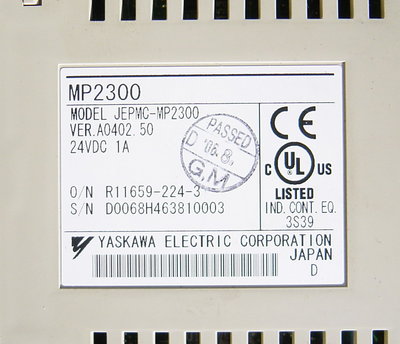 MP2300
MODEL JEPMC-MP2300
VER.A0402.50
24VDC 1A
PASSED
D '06.8.
G.M
CE
C UL US
LISTED
IND. CONT. EQ.
3S39
O/N R11659-224-3
S/N D0068H463810003
YASKAWA ELECTRIC CORPORATION
JAPAN
D